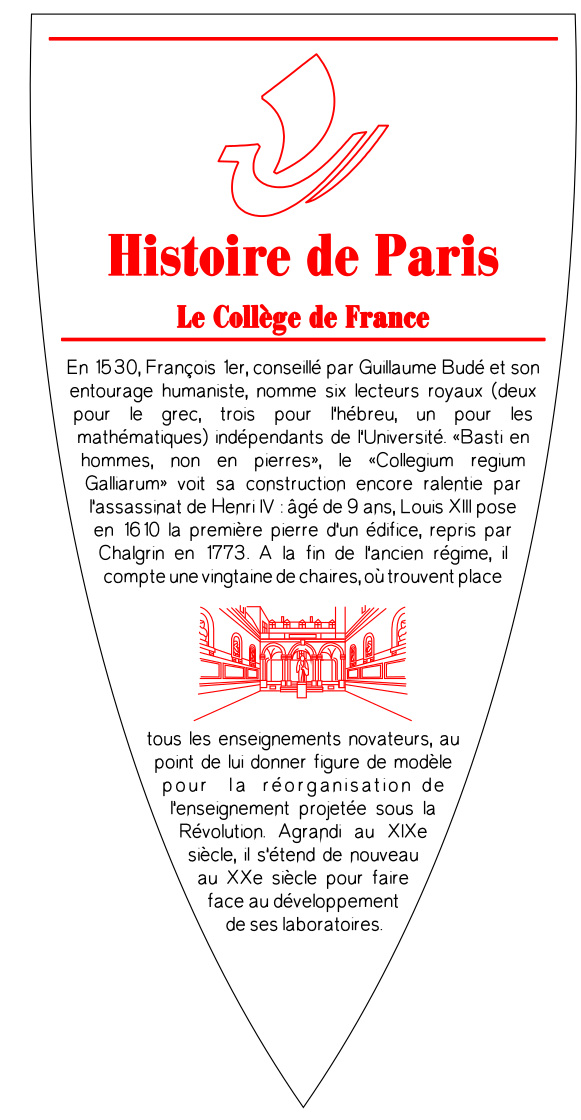 Histoire de Paris
Le Collège de France
En 1530, François 1er, conseillé par Guillaume Budé et son
entourage humaniste, nomme six lecteurs royaux (deux
pour le grec, trois pour l'hébreu, un pour les
mathématiques) indépendants de l'Université. «Basti en
hommes, non en pierres», le «Collegium regium
Galliarum» voit sa construction encore ralentie par
l'assassinat de Henri IV : âgé de 9 ans, Louis XIII pose
en 1610 la première pierre d'un édifice, repris par
Chalgrin en 1773. A la fin de l'ancien régime, il
compte une vingtaine de chaires, où trouvent place
tous les enseignements novateurs, au
point de lui donner figure de modèle
pour la réorganisation de
l'enseignement projetée sous la
Révolution. Agrandi au XIXe
siècle, il s'étend de nouveau
au XXe siècle pour faire
face au développement
de ses laboratoires.